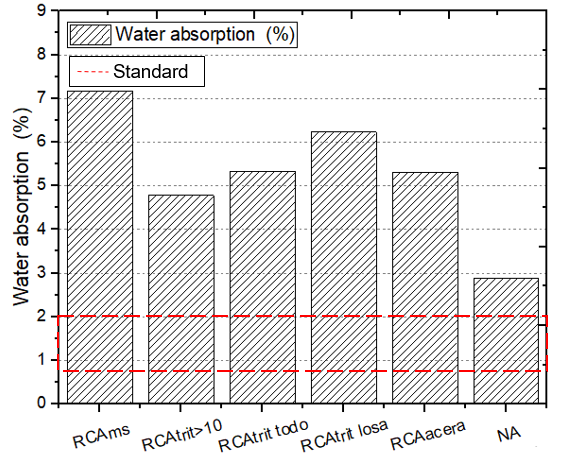 Water absorption (%)
Standard
Water absorption (%)
9
8
7
6
5
4
3
2
1
0
RCAms
RCAtrit>10
RCAtrit todo
RCAtrit losa
RCAacera
NA